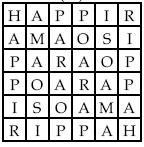 H A P P I R
A M A O S I
P A R A O P
P O A R A P
I S O A M A
R I P P A H